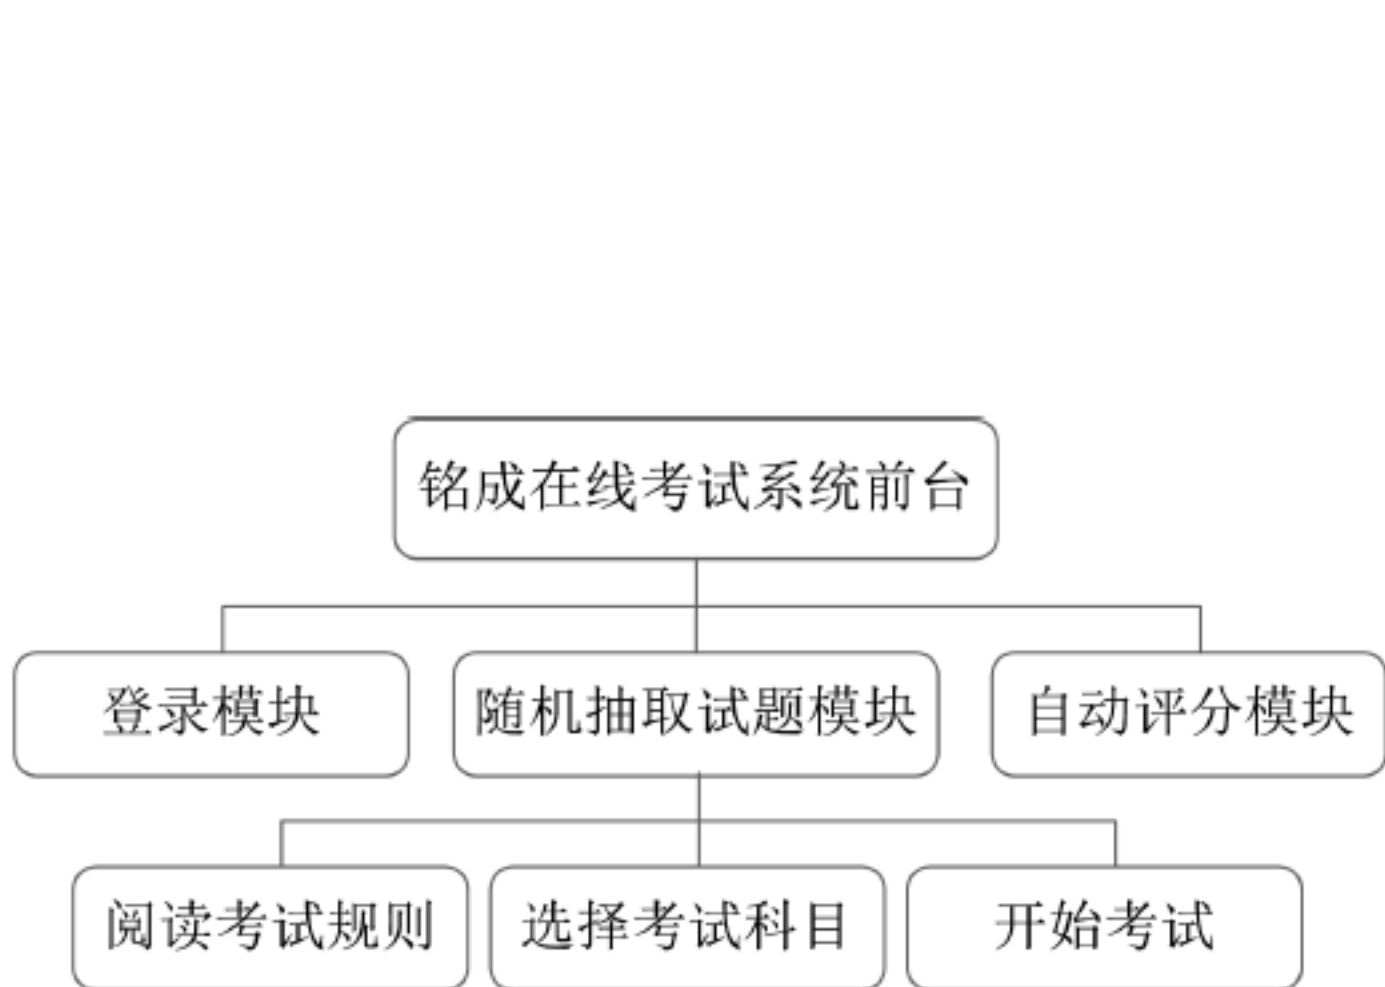 铭成在线考试系统前台
登录模块
随机抽取试题模块
自动评分模块
阅读考试规则
选择考试科目
开始考试